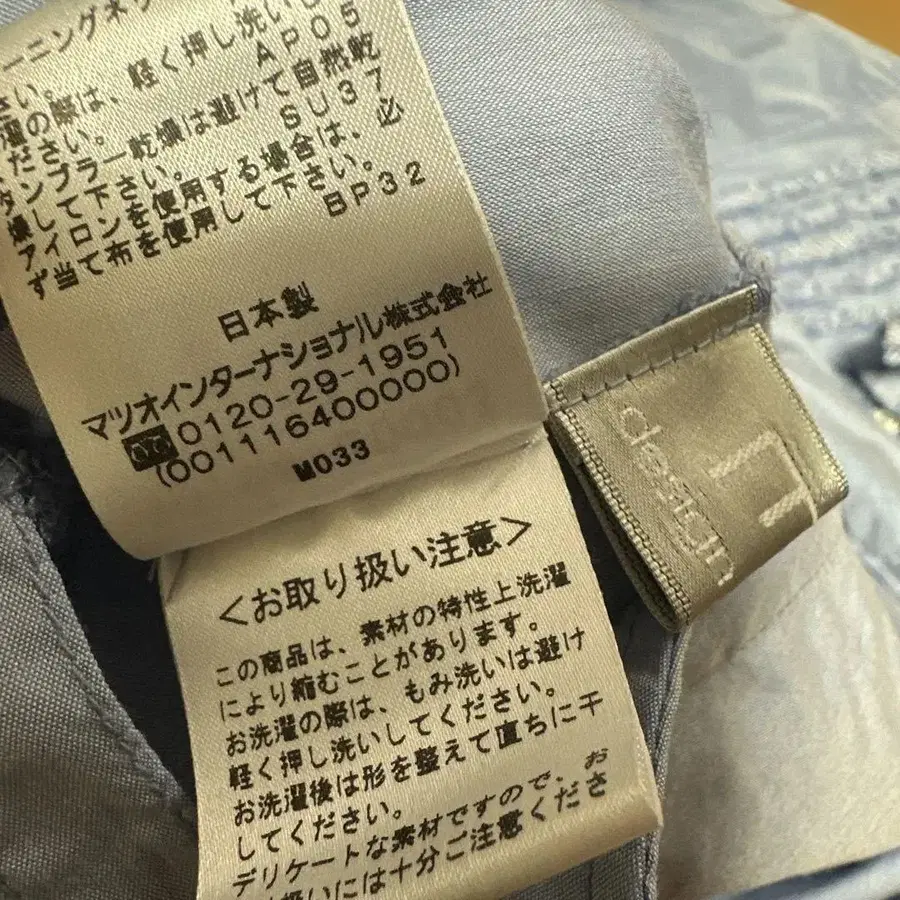 ーニングネッ
さい。
洗濯の際は、軽く押し洗いし
ください。 AP05
タンブラー乾燥は避けて自然乾
燥して下さい。 SU37
アイロンを使用する場合は、必
ず当て布を使用して下さい。
BP32
日本製
マツオインターナショナル株式会社
0120-29-1951
(001116400000)
M033
design
<お取り扱い注意>
この商品は、素材の特性上洗濯
により縮むことがあります。
お洗濯の際は、もみ洗いは避け
軽く押し洗いしてください。
お洗濯後は形を整えて直ちに干
してください。
デリケートな素材ですので、お
扱いには十分ご注意くださ